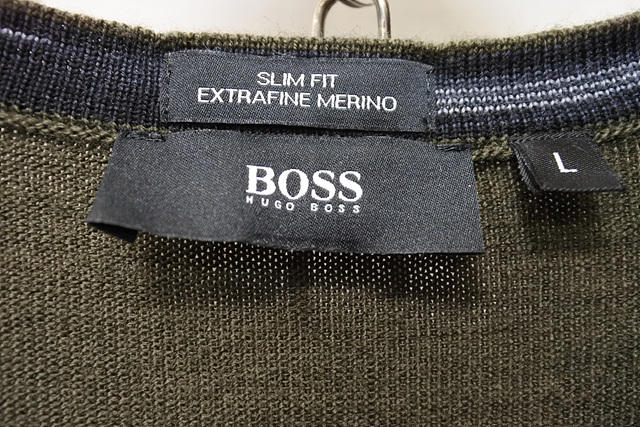 SLIM FIT
EXTRAFINE MERINO
BOSS
HUGO BOSS
L